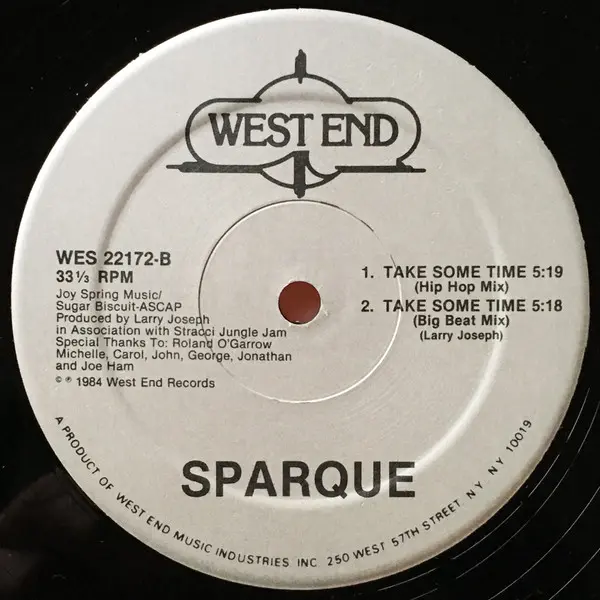 WEST END
WES 22172-B
33⅓ RPM
Joy Spring Music/
Sugar Biscuit-ASCAP
Produced by Larry Joseph
in Association with Stracci Jungle Jam
Special Thanks To: Roland O'Garrow
Michelle, Carol, John, George, Jonathan
and Joe Ham
© ℗ 1984 West End Records
1. TAKE SOME TIME 5:19
(Hip Hop Mix)
2. TAKE SOME TIME 5:18
(Big Beat Mix)
(Larry Joseph)
SPARQUE
A PRODUCT OF WEST END MUSIC INDUSTRIES, INC. 250 WEST 57TH STREET, N.Y. N.Y. 10019